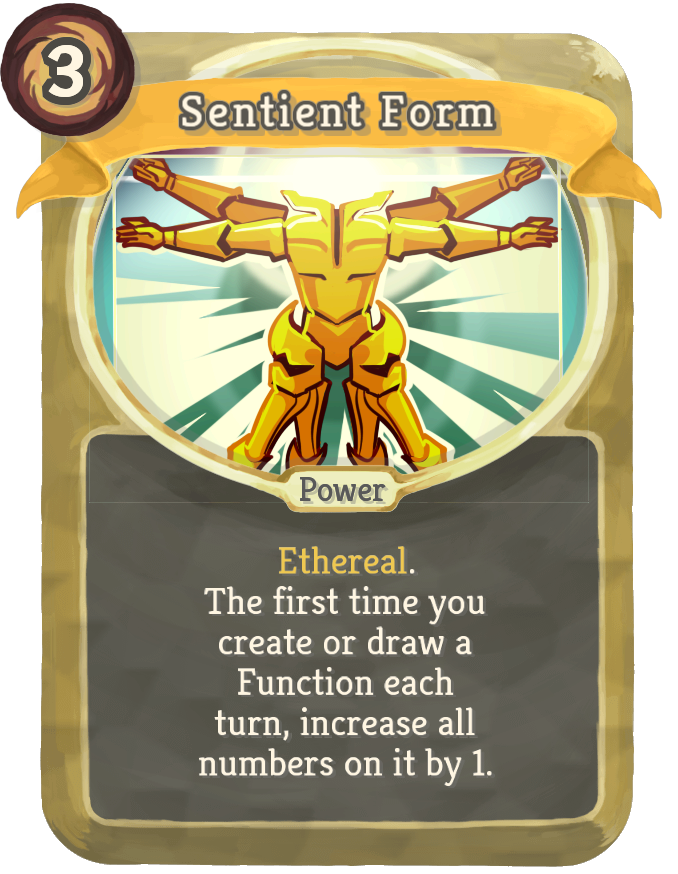 3
Sentient Form
Power
Ethereal.
The first time you
create or draw a
Function each
turn, increase all
numbers on it by 1.